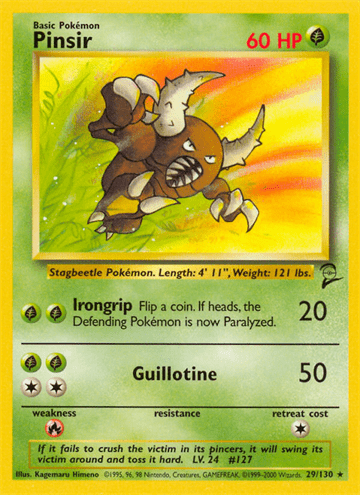 Basic Pokémon
Pinsir 60 HP
Stagbeetle Pokémon. Length: 4' 11", Weight: 121 lbs.
Irongrip Flip a coin. If heads, the
Defending Pokémon is now Paralyzed. 20
Guillotine 50
weakness resistance retreat cost
If it fails to crush the victim in its pincers, it will swing its
victim around and toss it hard. LV. 24 #127
Illus. Kagemaru Himeno ©1995, 96, 98 Nintendo, Creatures, GAMEFREAK. ©1999-2000 Wizards. 29/130 ★